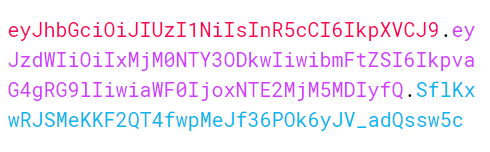 eyJhbGciOiJIUzI1NiIsInR5cCI6IkpXVCJ9.ey
JzdWIiOiIxMjM0NTY3ODkwIiwibmFtZSI6Ikpva
G4gRG9lIiwiaWF0IjoxNTE2MjM5MDIyfQ.SflKx
wRJSMeKKF2QT4fwpMeJf36POk6yJV_adQssw5c